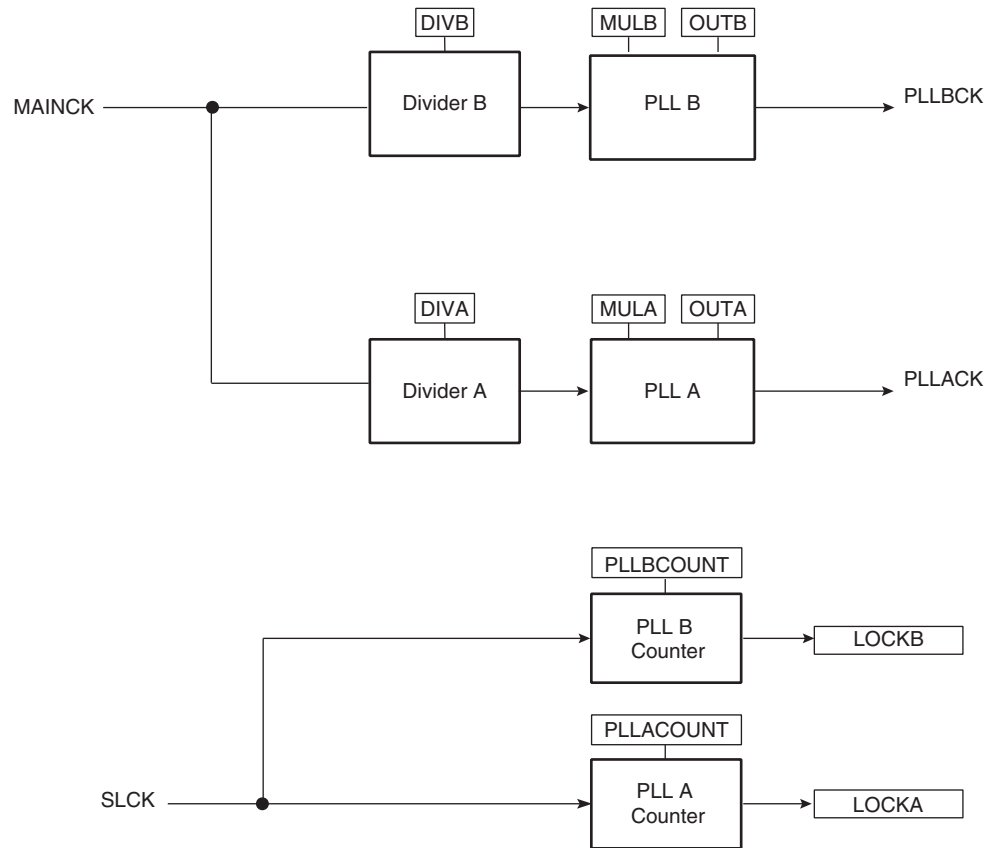 DIVB
MULB
OUTB
MAINCK
Divider B
PLL B
PLLBCK
DIVA
MULA
OUTA
Divider A
PLL A
PLLACK
PLLBCOUNT
PLL B
Counter
LOCKB
PLLACOUNT
SLCK
PLL A
Counter
LOCKA